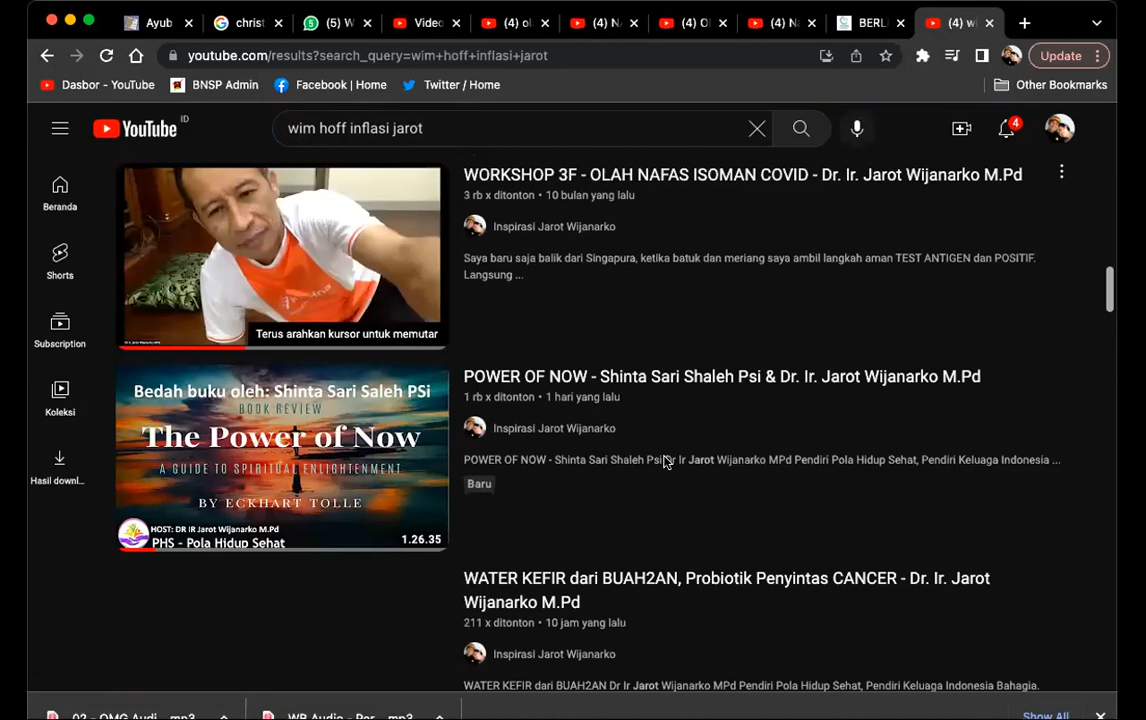 Ayub
christ
(5) W
Video
(4) ol
(4) N
(4) O
(4) Na
BERL
(4) wi
youtube.com/results?search_query=wim+hoff+inflasi+jarot
Update
Dasbor - YouTube
BNSP Admin
Facebook | Home
Twitter / Home
Other Bookmarks
YouTube ID
wim hoff inflasi jarot
4
Beranda
Shorts
Subscription
Koleksi
Hasil downl...
Terus arahkan kursor untuk memutar
WORKSHOP 3F - OLAH NAFAS ISOMAN COVID - Dr. Ir. Jarot Wijanarko M.Pd
3 rb x ditonton • 10 bulan yang lalu
Inspirasi Jarot Wijanarko
Saya baru saja balik dari Singapura, ketika batuk dan meriang saya ambil langkah aman TEST ANTIGEN dan POSITIF.
Langsung ...
Bedah buku oleh: Shinta Sari Saleh PSi
BOOK REVIEW
The Power of Now
A GUIDE TO SPIRITUAL ENLIGHTENMENT
BY ECKHART TOLLE
HOST: DR IR Jarot Wijanarko M.Pd
PHS - Pola Hidup Sehat
1.26.35
POWER OF NOW - Shinta Sari Shaleh Psi & Dr. Ir. Jarot Wijanarko M.Pd
1 rb x ditonton • 1 hari yang lalu
Inspirasi Jarot Wijanarko
POWER OF NOW - Shinta Sari Shaleh Psi Ir Jarot Wijanarko MPd Pendiri Pola Hidup Sehat, Pendiri Keluaga Indonesia ...
Baru
WATER KEFIR dari BUAH2AN, Probiotik Penyintas CANCER - Dr. Ir. Jarot
Wijanarko M.Pd
211 x ditonton • 10 jam yang lalu
Inspirasi Jarot Wijanarko
WATER KEFIR dari BUAH2AN Dr Ir Jarot Wijanarko MPd Pendiri Pola Hidup Sehat, Pendiri Keluarga Indonesia Bahagia.
02 - OMG Audi....mp3
WB Audio - Per....mp3
Show All